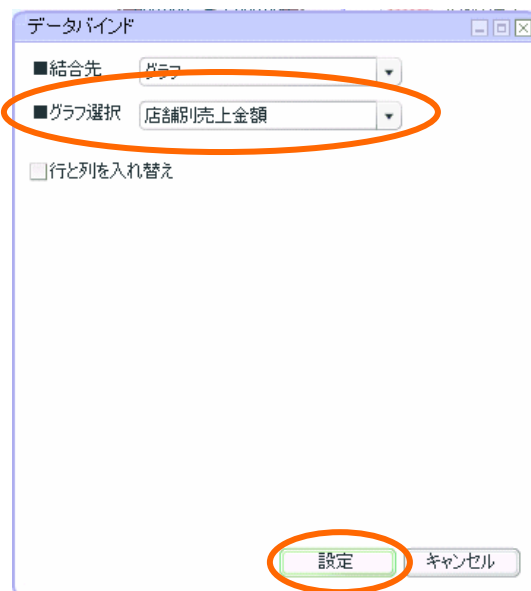 データバインド
■結合先 グラフ
■グラフ選択 店舗別売上金額
行と列を入れ替え
設定 キャンセル